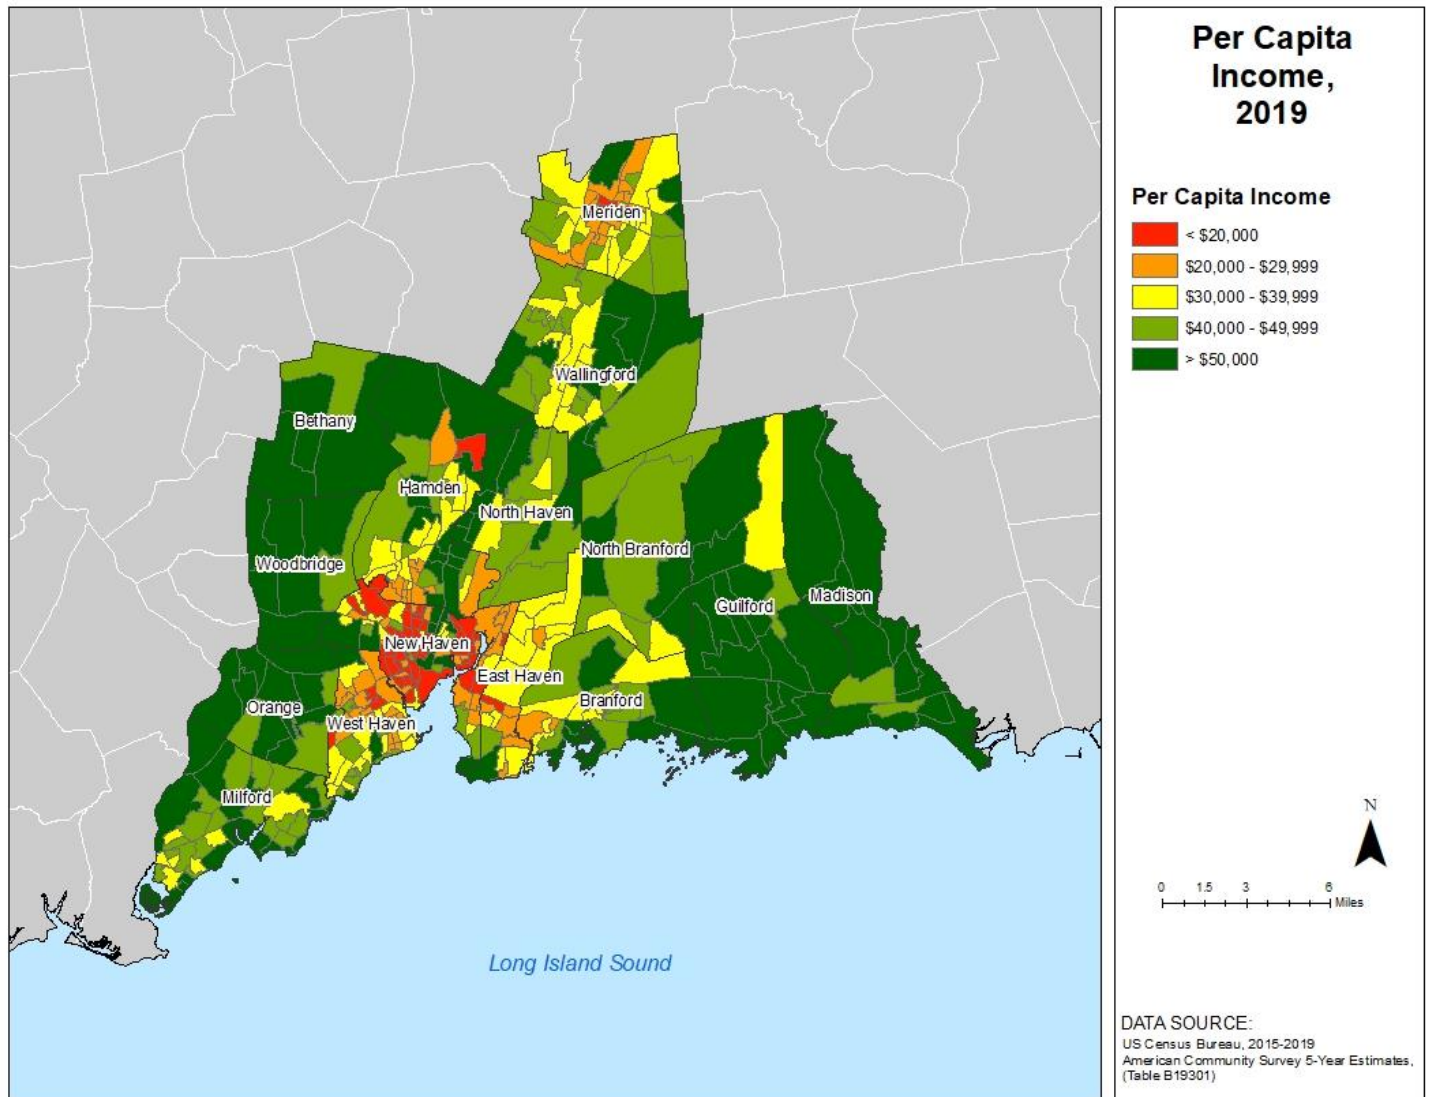 Per Capita
Income,
2019
Per Capita Income
< $20,000
$20,000 - $29,999
$30,000 - $39,999
$40,000 - $49,999
> $50,000
Meriden
Wallingford
Bethany
Hamden
North Haven
North Branford
Woodbridge
Guilford
Madison
New Haven
East Haven
Branford
Orange
West Haven
Milford
Long Island Sound
N
0 1.5 3 6
Miles
DATA SOURCE:
US Census Bureau, 2015-2019
American Community Survey 5-Year Estimates,
(Table B19301)